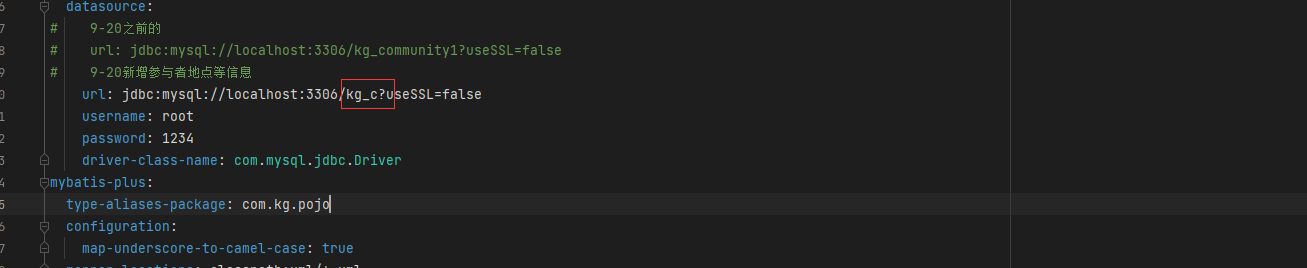 6 datasource:
7 # 9-20之前的
8 # url: jdbc:mysql://localhost:3306/kg_community1?useSSL=false
9 # 9-20新增参与者地点等信息
0 url: jdbc:mysql://localhost:3306/kg_c?useSSL=false
1 username: root
2 password: 1234
3 driver-class-name: com.mysql.jdbc.Driver
4 mybatis-plus:
5 type-aliases-package: com.kg.pojo
6 configuration:
7 map-underscore-to-camel-case: true